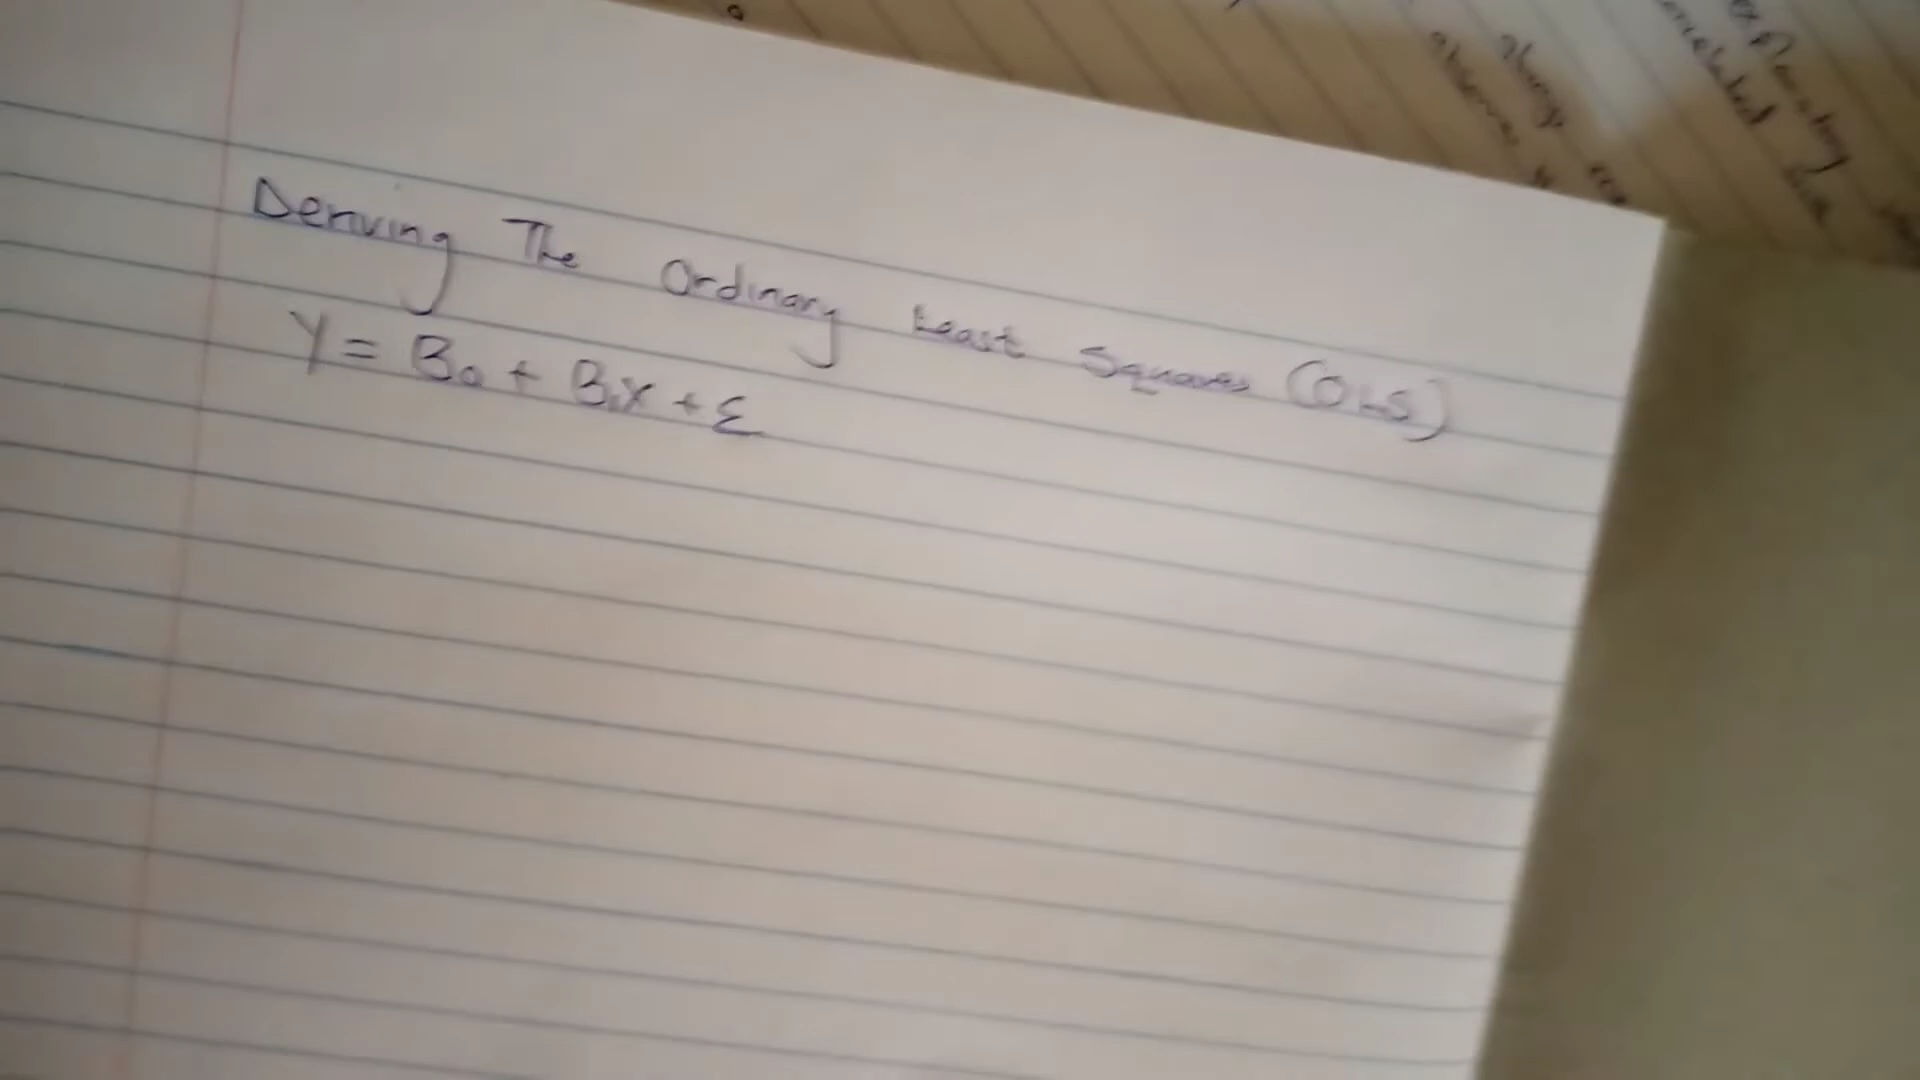 Deriving The Ordinary Least Squares (OLS)
Y = B₀ + B₁X + ε